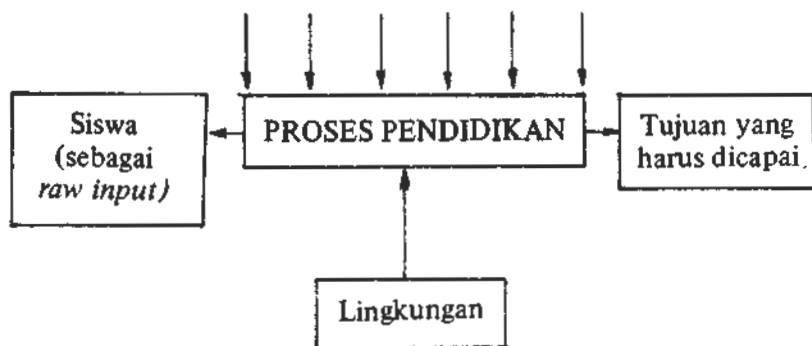 Siswa
(sebagai
raw input)
PROSES PENDIDIKAN
Tujuan yang
harus dicapai
Lingkungan